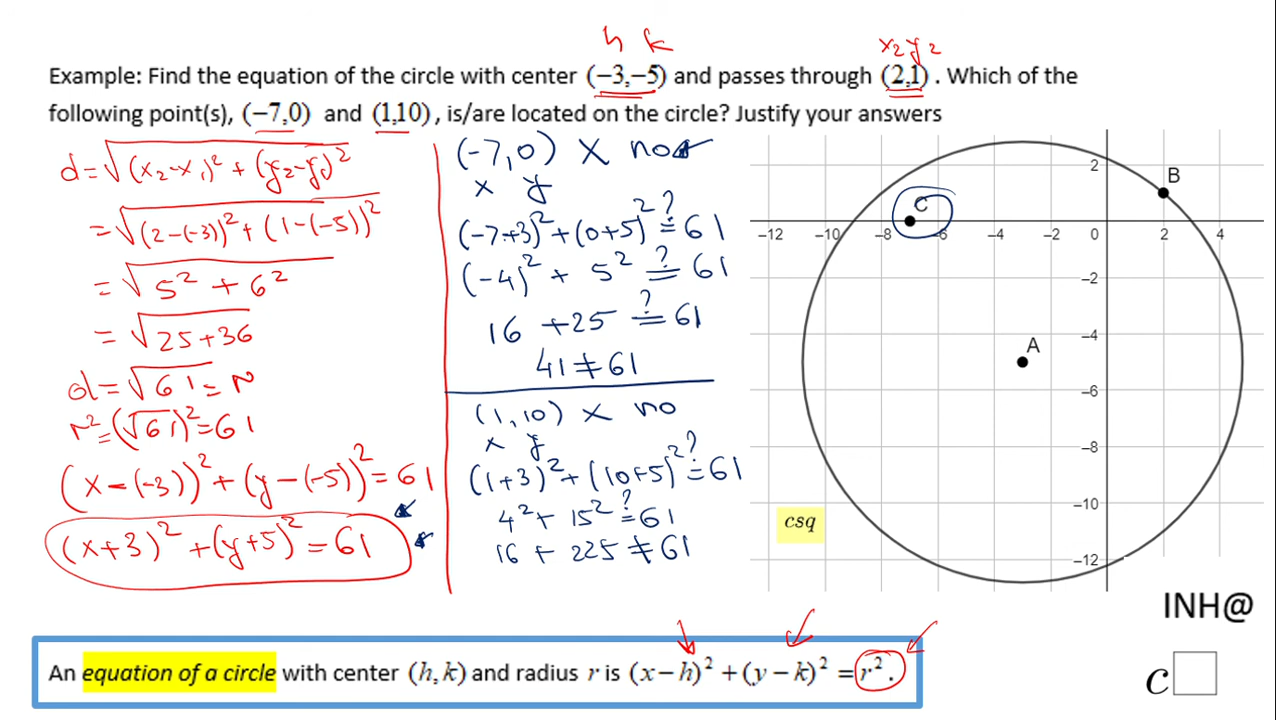 h k
x₂ y₂
Example: Find the equation of the circle with center (−3,−5) and passes through (2,1). Which of the
following point(s), (−7,0) and (1,10), is/are located on the circle? Justify your answers
d=√(x₂-x₁)²+(y₂-y₁)²
=√(2-(-3))²+(1-(-5))²
=√5²+6²
=√25+36
d=√61=r
r²=(√61)²=61
(x-(-3))²+(y-(-5))²=61
(x+3)²+(y+5)²=61
(-7,0) X no
x y
(-7+3)²+(0+5)²≟61
(-4)²+5²≟61
16+25≟61
41≠61
(1,10) X no
x y
(1+3)²+(10+5)²≟61
4²+15²≟61
16+225≠61
B
2
C
−12 −10 −8 −6 −4 −2 0 2 4
−2
−4
A
−6
−8
−10
csq
−12
INH@
An equation of a circle with center (h,k) and radius r is (x−h)²+(y−k)²=r².
c